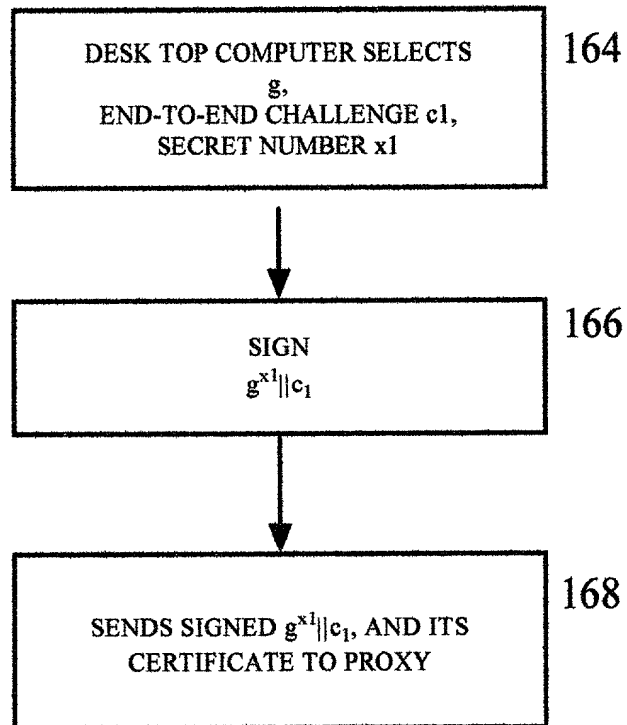 DESK TOP COMPUTER SELECTS
g,
END-TO-END CHALLENGE c1,
SECRET NUMBER x1
164
SIGN
g^x1||c₁
166
SENDS SIGNED g^x1||c₁, AND ITS
CERTIFICATE TO PROXY
168